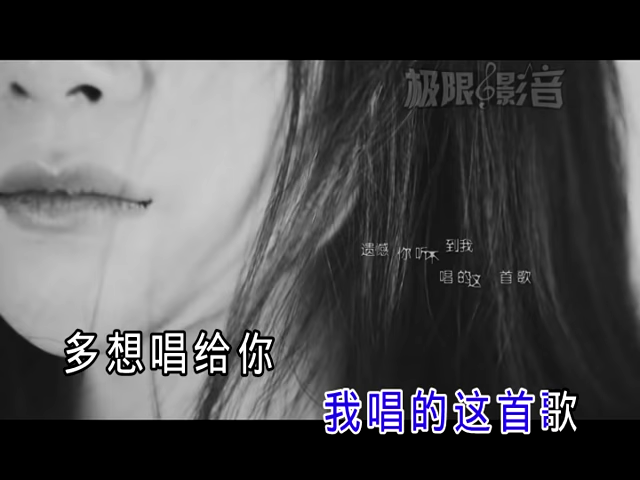 极限影音
遗憾你听不到我
唱的这首歌
多想唱给你
我唱的这首歌